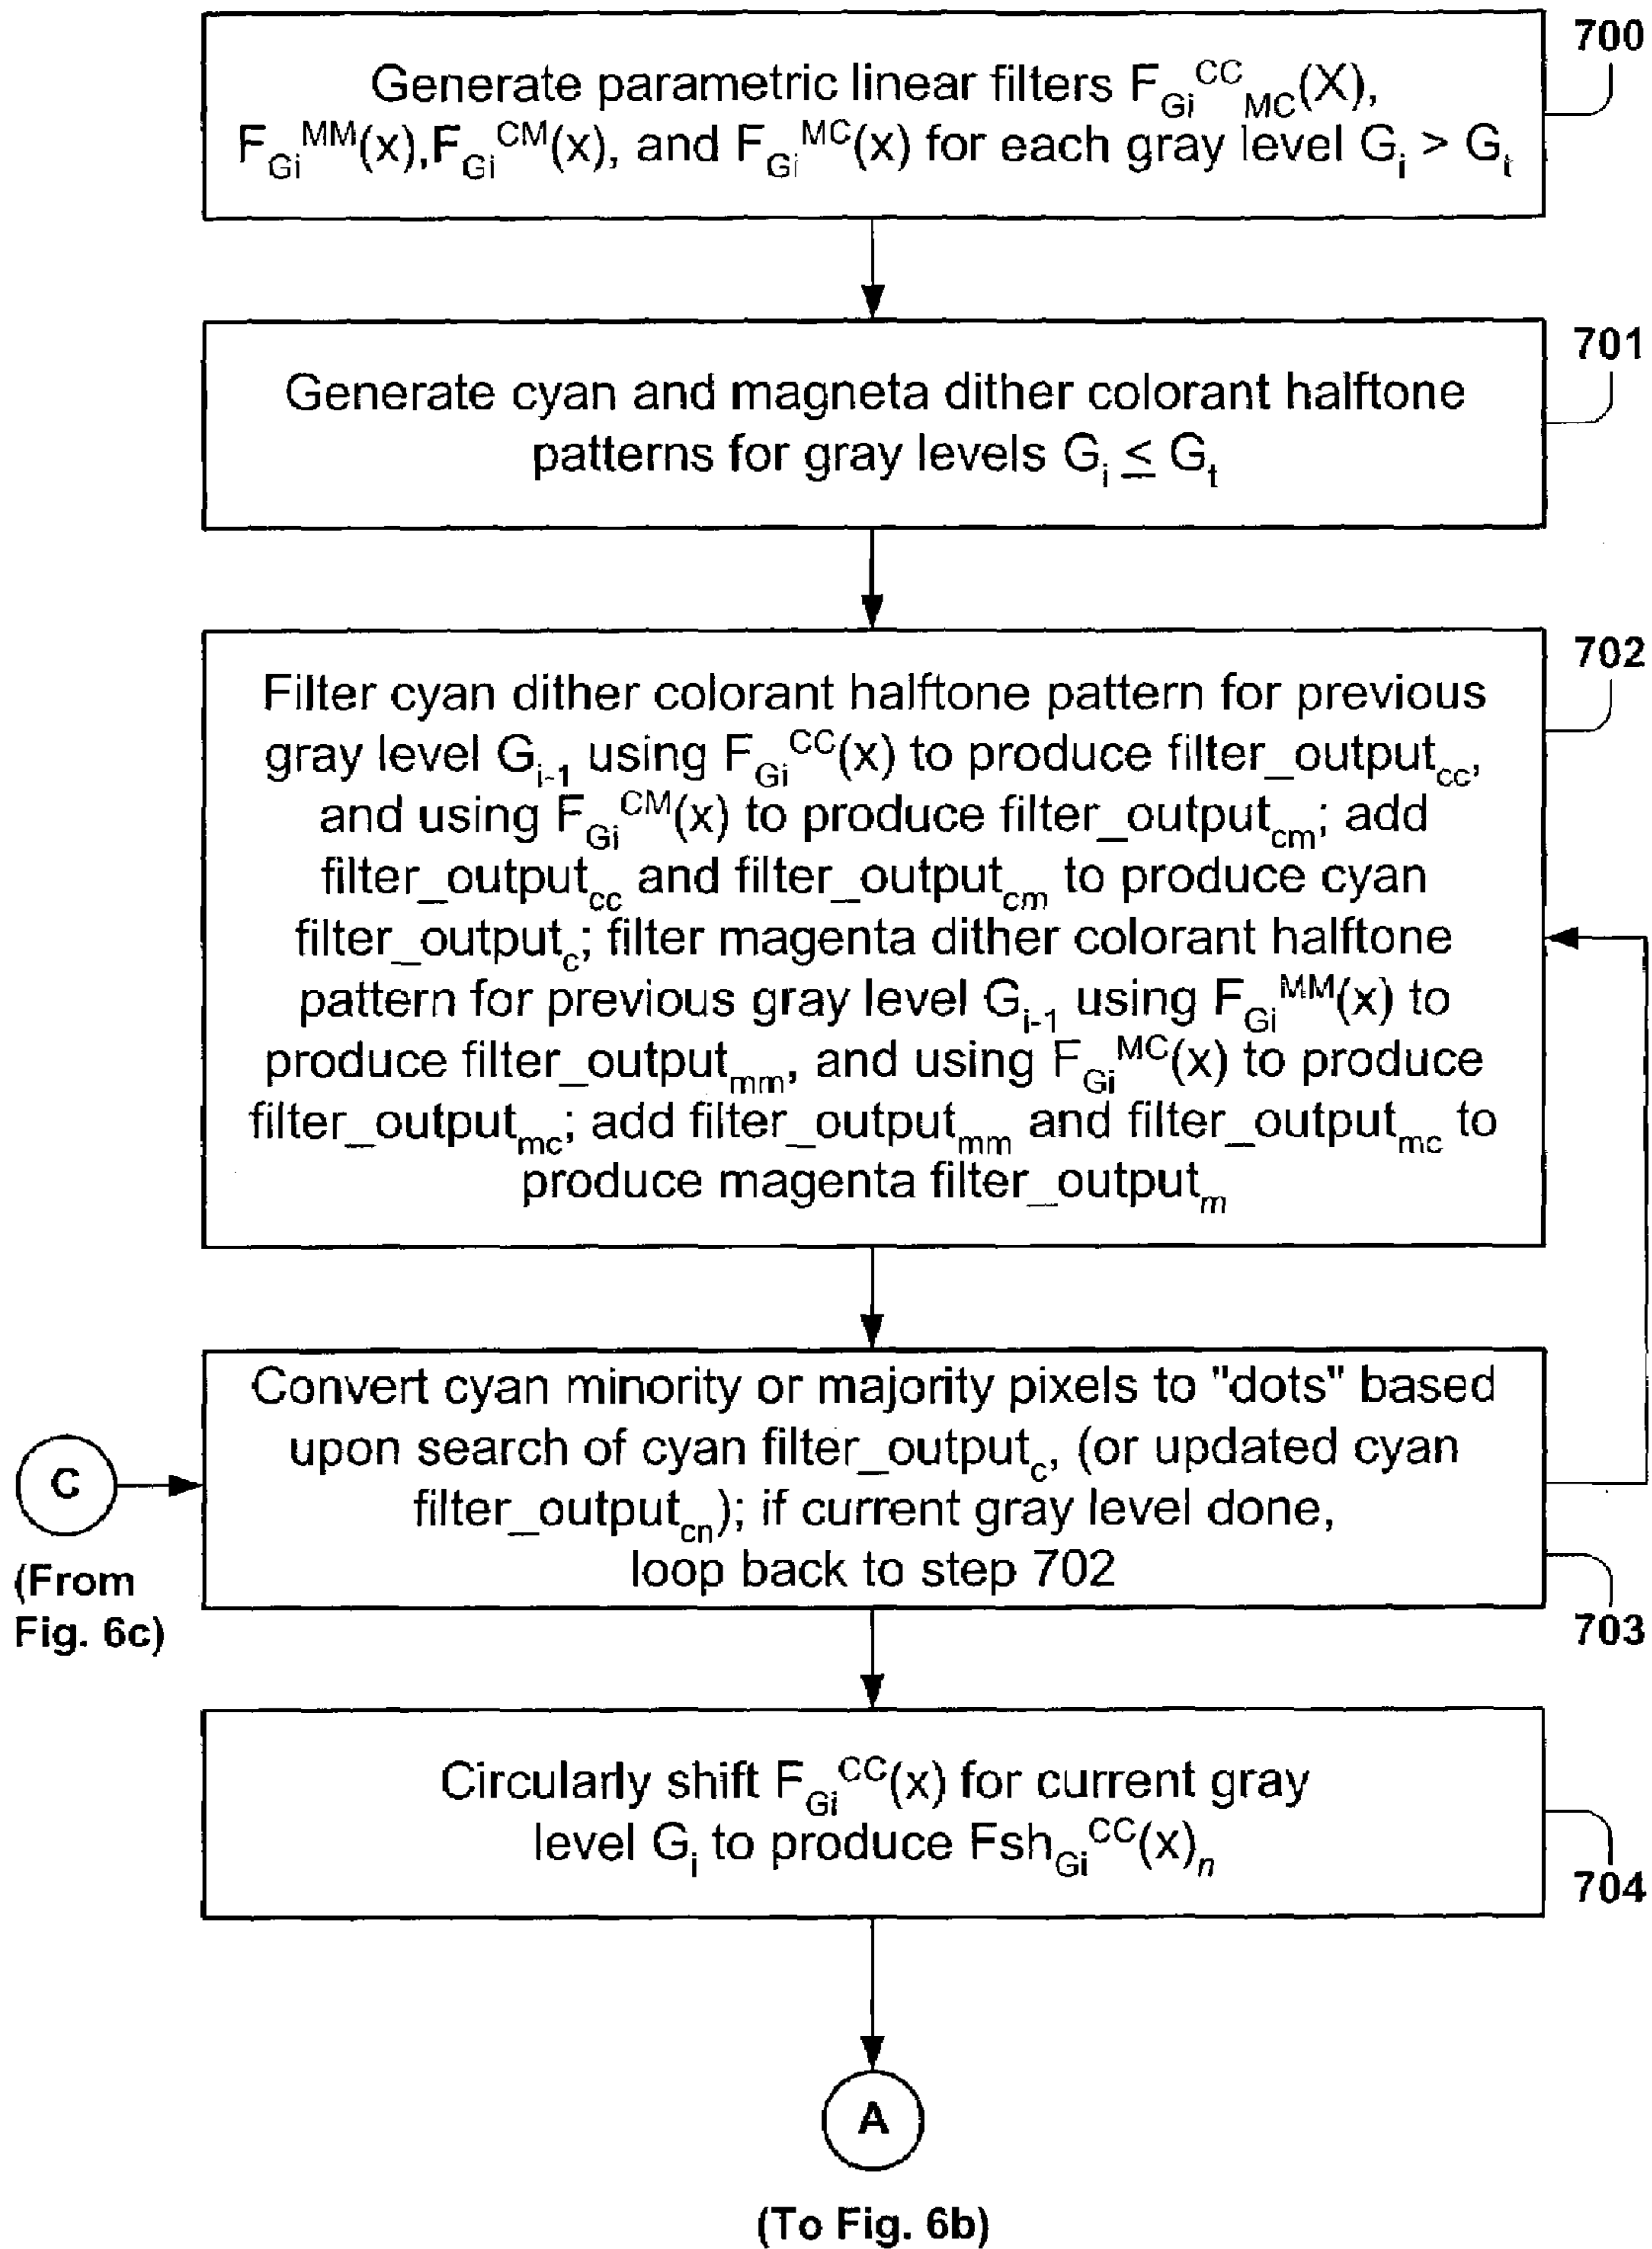 700
Generate parametric linear filters F_Gi^CC_MC(X),
F_Gi^MM(x),F_Gi^CM(x), and F_Gi^MC(x) for each gray level G_i > G_t
701
Generate cyan and magneta dither colorant halftone
patterns for gray levels G_i ≤ G_t
702
Filter cyan dither colorant halftone pattern for previous
gray level G_i-1 using F_Gi^CC(x) to produce filter_output_cc,
and using F_Gi^CM(x) to produce filter_output_cm; add
filter_output_cc and filter_output_cm to produce cyan
filter_output_c; filter magenta dither colorant halftone
pattern for previous gray level G_i-1 using F_Gi^MM(x) to
produce filter_output_mm, and using F_Gi^MC(x) to produce
filter_output_mc; add filter_output_mm and filter_output_mc to
produce magenta filter_output_m
Convert cyan minority or majority pixels to "dots" based
upon search of cyan filter_output_c, (or updated cyan
filter_output_cn); if current gray level done,
loop back to step 702
C
(From
Fig. 6c)
703
Circularly shift F_Gi^CC(x) for current gray
level G_i to produce Fsh_Gi^CC(x)_n
704
A
(To Fig. 6b)